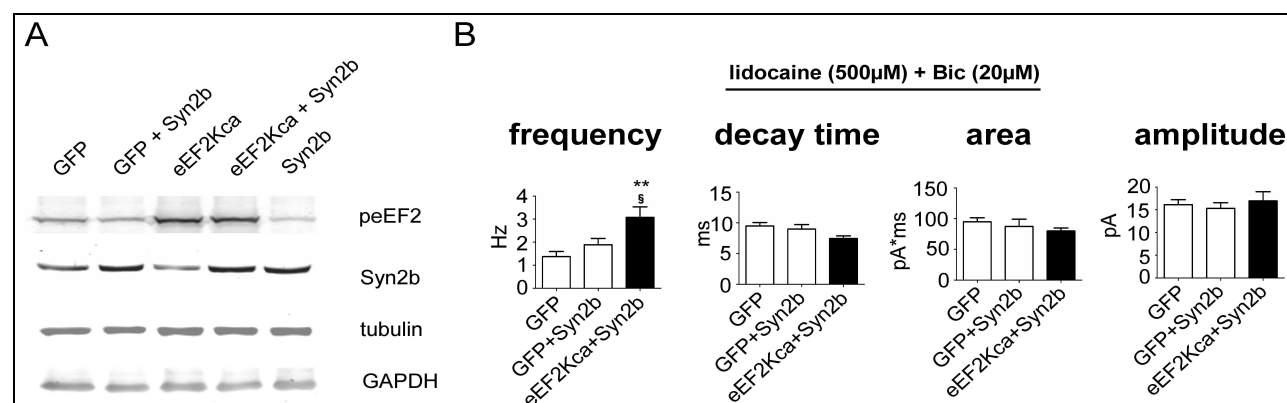 A
GFP
GFP + Syn2b
eEF2Kca
eEF2Kca + Syn2b
Syn2b
peEF2
Syn2b
tubulin
GAPDH
B
lidocaine (500µM) + Bic (20µM)
frequency
Hz
4
3
2
1
0
**
§
GFP
GFP+Syn2b
eEF2Kca+Syn2b
decay time
ms
15
10
5
0
GFP
GFP+Syn2b
eEF2Kca+Syn2b
area
pA*ms
150
100
50
0
GFP
GFP+Syn2b
eEF2Kca+Syn2b
amplitude
pA
20
15
10
5
0
GFP
GFP+Syn2b
eEF2Kca+Syn2b